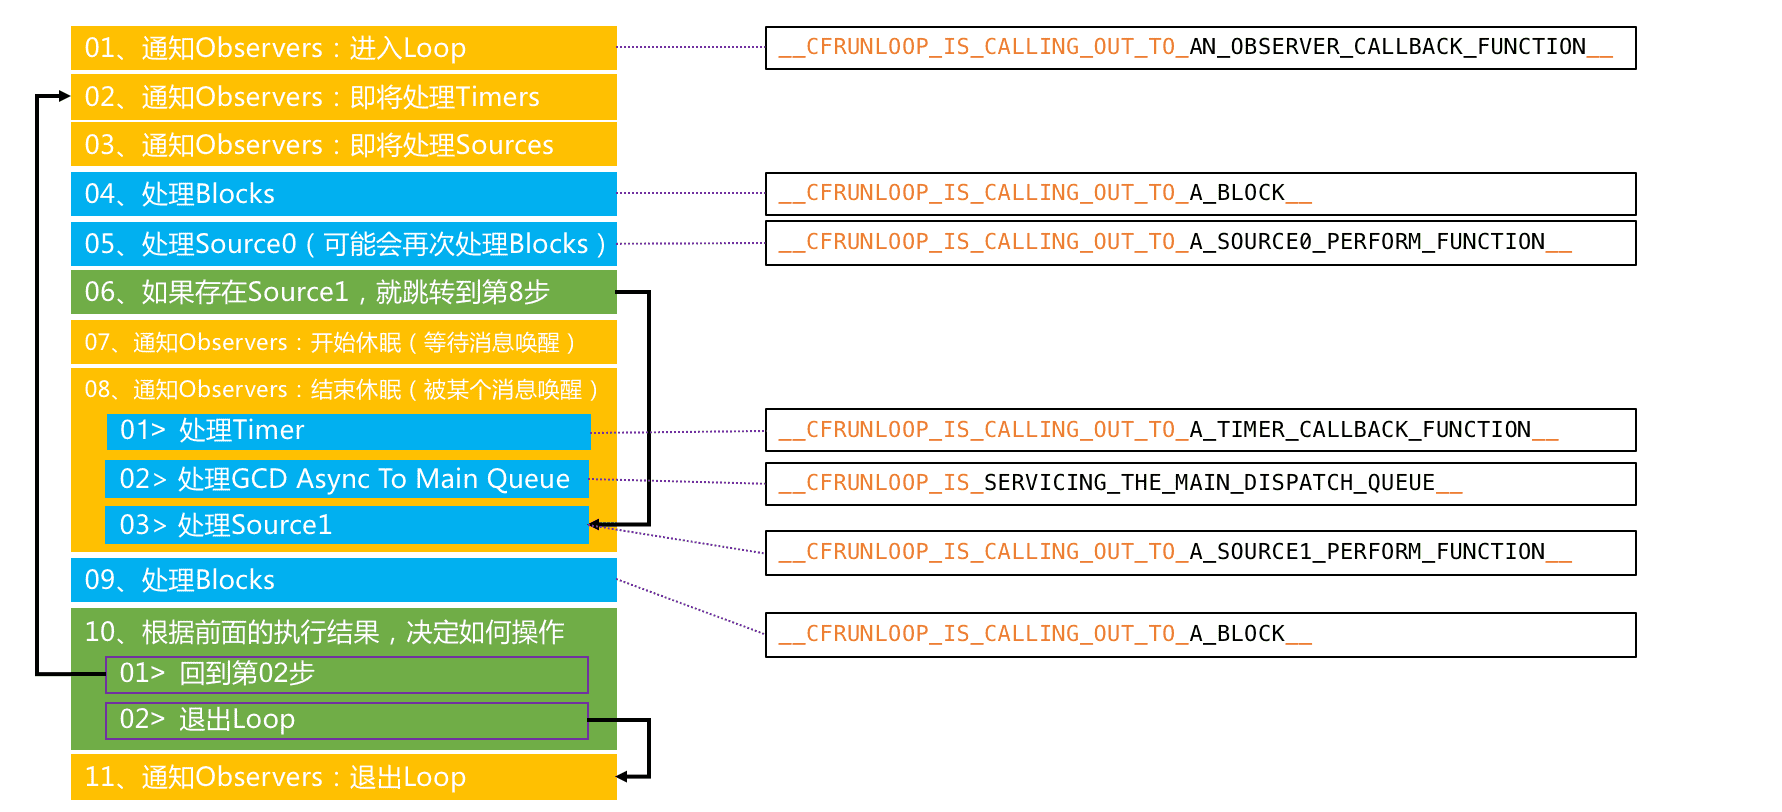 01、通知Observers：进入Loop
__CFRUNLOOP_IS_CALLING_OUT_TO_AN_OBSERVER_CALLBACK_FUNCTION__
02、通知Observers：即将处理Timers
03、通知Observers：即将处理Sources
04、处理Blocks
__CFRUNLOOP_IS_CALLING_OUT_TO_A_BLOCK__
05、处理Source0（可能会再次处理Blocks）
__CFRUNLOOP_IS_CALLING_OUT_TO_A_SOURCE0_PERFORM_FUNCTION__
06、如果存在Source1，就跳转到第8步
07、通知Observers：开始休眠（等待消息唤醒）
08、通知Observers：结束休眠（被某个消息唤醒）
01> 处理Timer
__CFRUNLOOP_IS_CALLING_OUT_TO_A_TIMER_CALLBACK_FUNCTION__
02> 处理GCD Async To Main Queue
__CFRUNLOOP_IS_SERVICING_THE_MAIN_DISPATCH_QUEUE__
03> 处理Source1
__CFRUNLOOP_IS_CALLING_OUT_TO_A_SOURCE1_PERFORM_FUNCTION__
09、处理Blocks
__CFRUNLOOP_IS_CALLING_OUT_TO_A_BLOCK__
10、根据前面的执行结果，决定如何操作
01> 回到第02步
02> 退出Loop
11、通知Observers：退出Loop